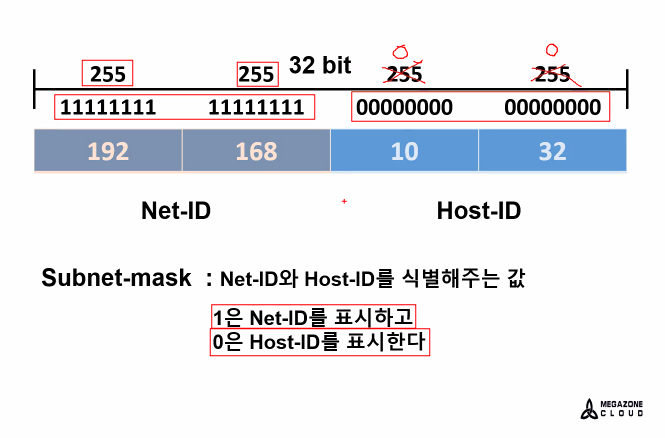 0 0
255 255 32 bit 255 255
11111111 11111111 00000000 00000000
192 168 10 32
Net-ID Host-ID
Subnet-mask : Net-ID와 Host-ID를 식별해주는 값
1은 Net-ID를 표시하고
0은 Host-ID를 표시한다
MEGAZONE
CLOUD